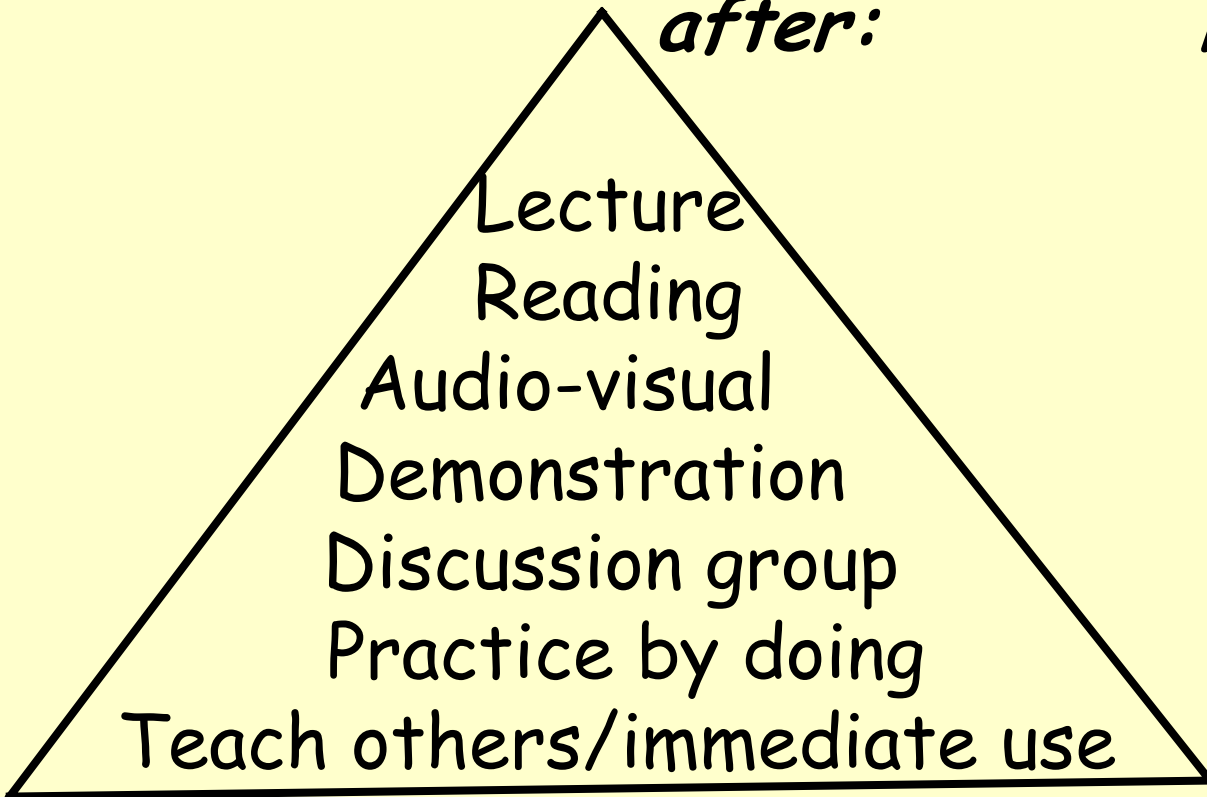 after:
Lecture
Reading
Audio-visual
Demonstration
Discussion group
Practice by doing
Teach others/immediate use